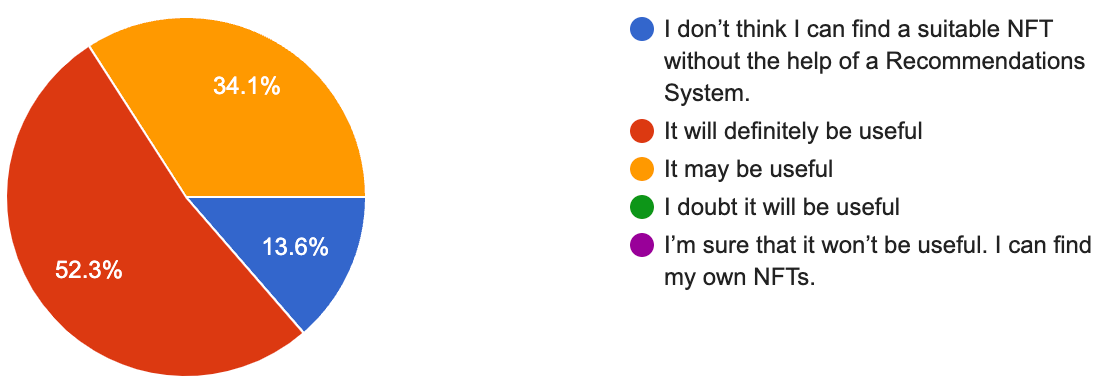 34.1%
13.6%
52.3%
I don’t think I can find a suitable NFT
without the help of a Recommendations
System.
It will definitely be useful
It may be useful
I doubt it will be useful
I’m sure that it won’t be useful. I can find
my own NFTs.